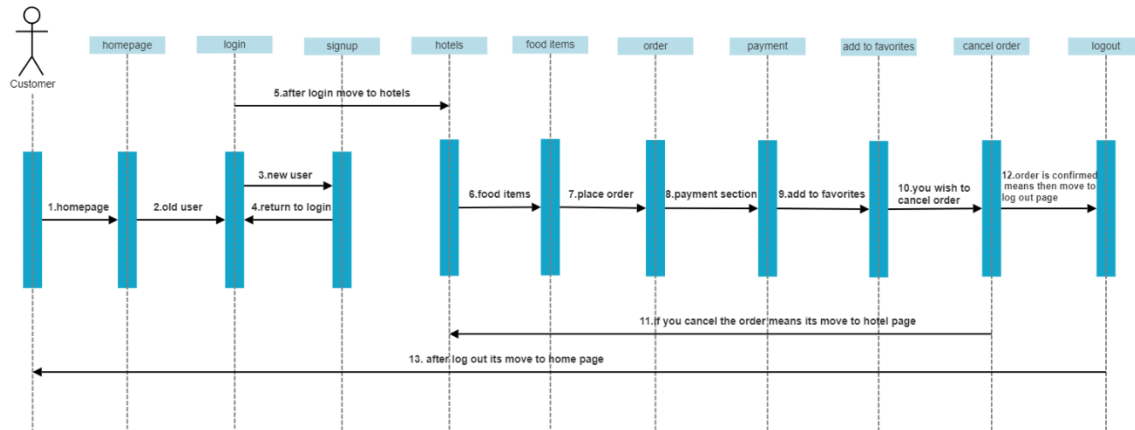 homepage
login
signup
hotels
food items
order
payment
add to favorites
cancel order
logout
Customer
5.after login move to hotels
3.new user
4.return to login
1.homepage
2.old user
6.food items
7.place order
8.payment section
9.add to favorites
10.you wish to
cancel order
12.order is confirmed
means then move to
log out page
11.if you cancel the order means its move to hotel page
13. after log out its move to home page